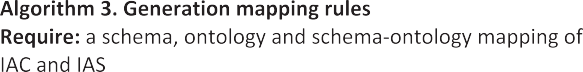 Algorithm 3. Generation mapping rules
Require: a schema, ontology and schema-ontology mapping of
IAC and IAS